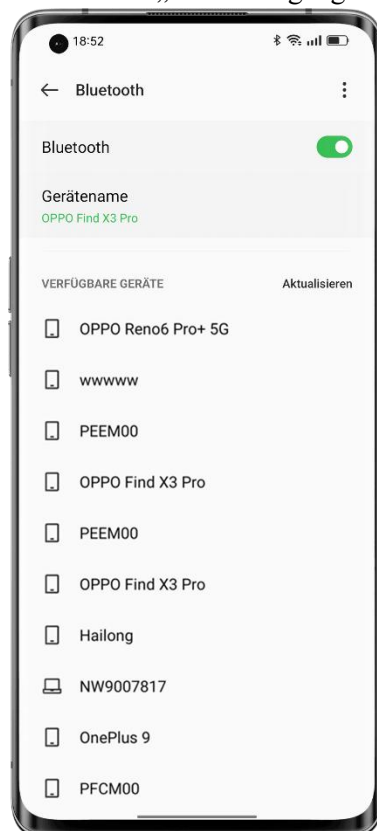 18:52
Bluetooth
Bluetooth
Gerätename
OPPO Find X3 Pro
VERFÜGBARE GERÄTE Aktualisieren
OPPO Reno6 Pro+ 5G
wwwww
PEEM00
OPPO Find X3 Pro
PEEM00
OPPO Find X3 Pro
Hailong
NW9007817
OnePlus 9
PFCM00